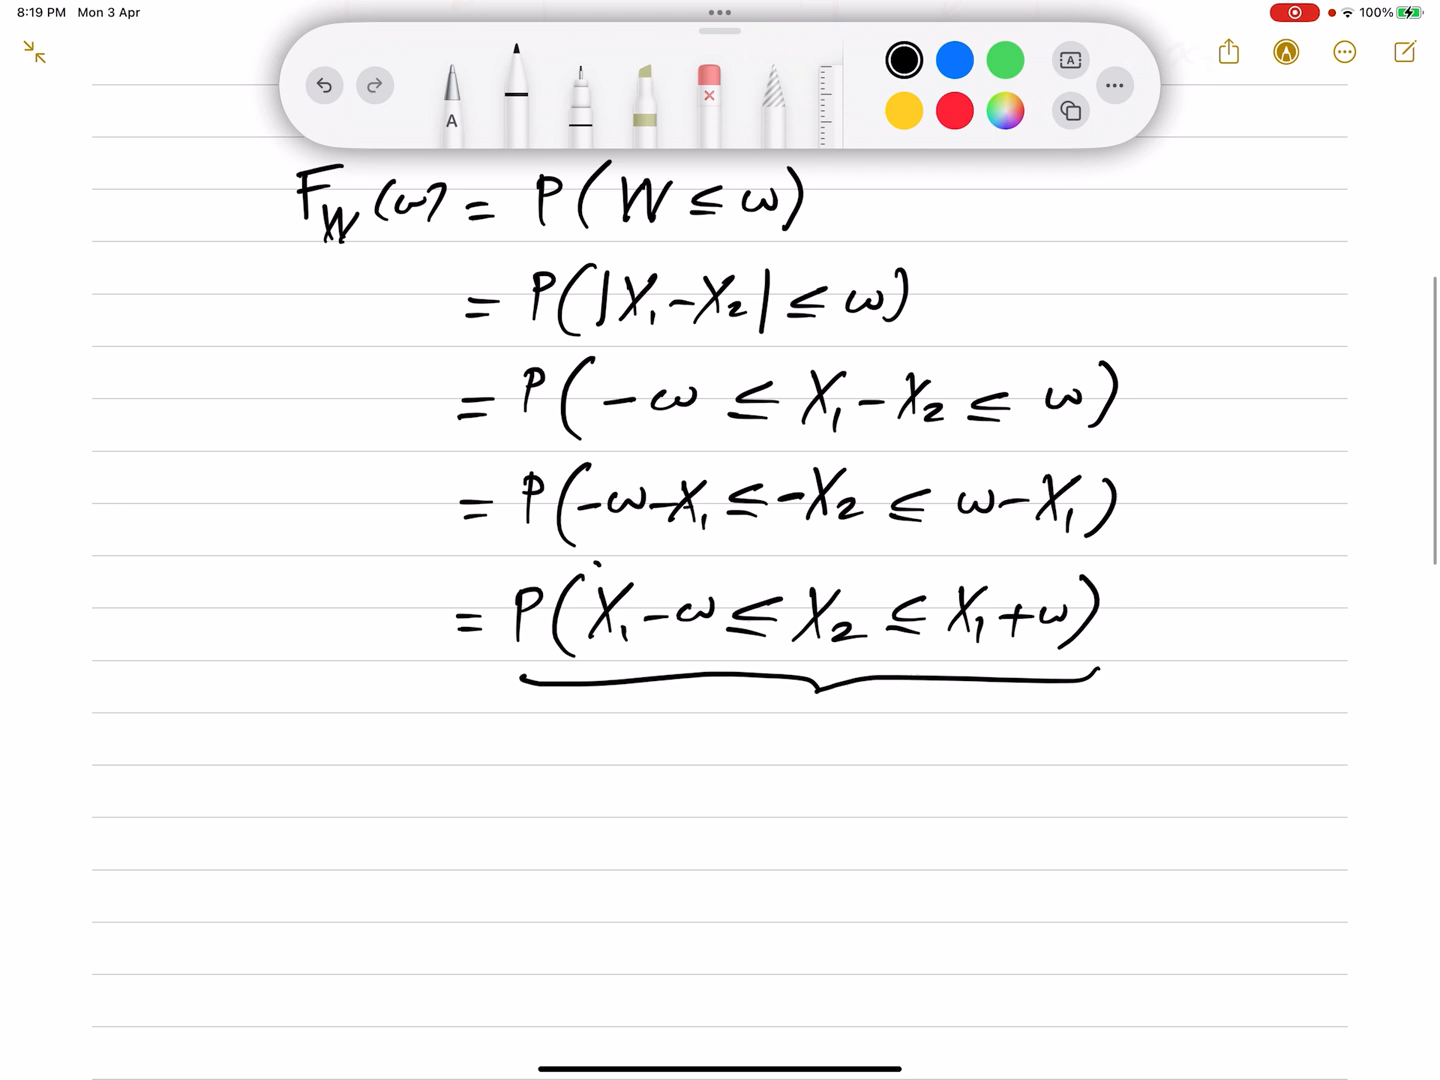 8:19 PM Mon 3 Apr 100%
A A
F_W(ω) = P(W ≤ ω)
= P(|X₁-X₂| ≤ ω)
= P(-ω ≤ X₁-X₂ ≤ ω)
= P(-ω-X₁ ≤ -X₂ ≤ ω-X₁)
= P(X₁-ω ≤ X₂ ≤ X₁+ω)